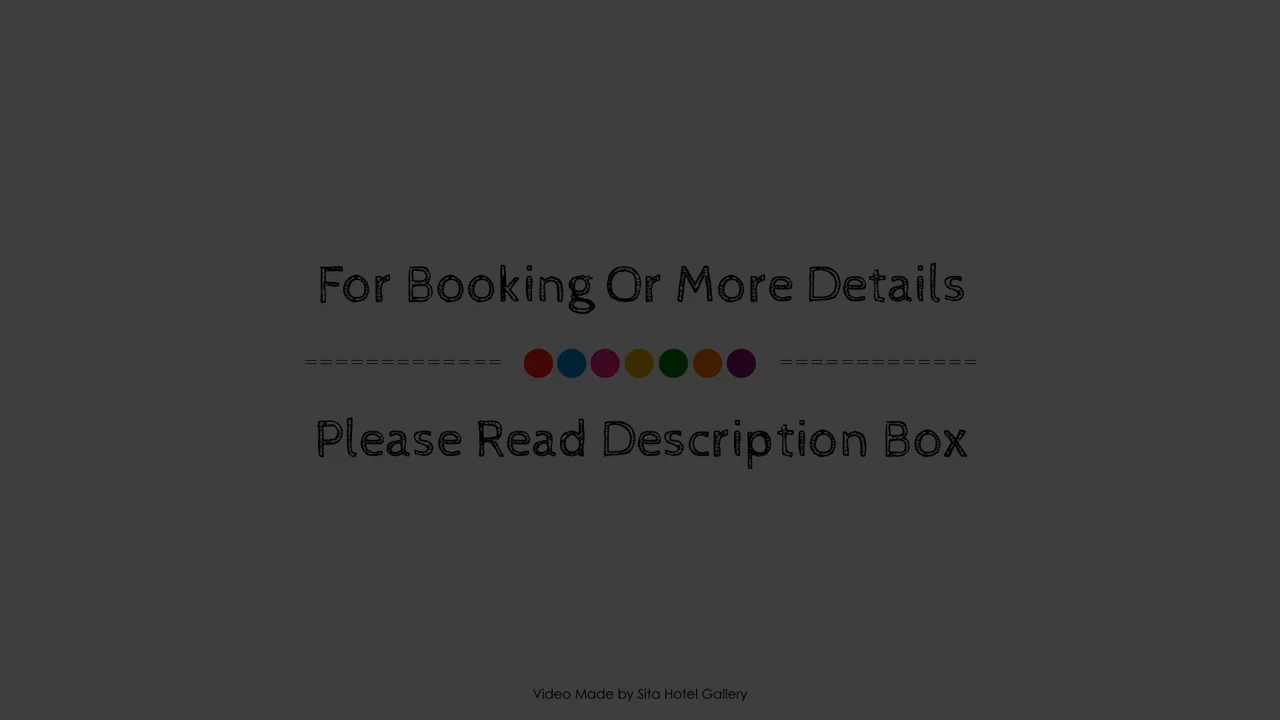 For Booking Or More Details
============= =============
Please Read Description Box
Video Made by Sita Hotel Gallery